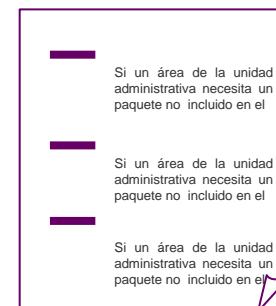 Si un área de la unidad
administrativa necesita un
paquete no incluido en el
Si un área de la unidad
administrativa necesita un
paquete no incluido en el
Si un área de la unidad
administrativa necesita un
paquete no incluido en el